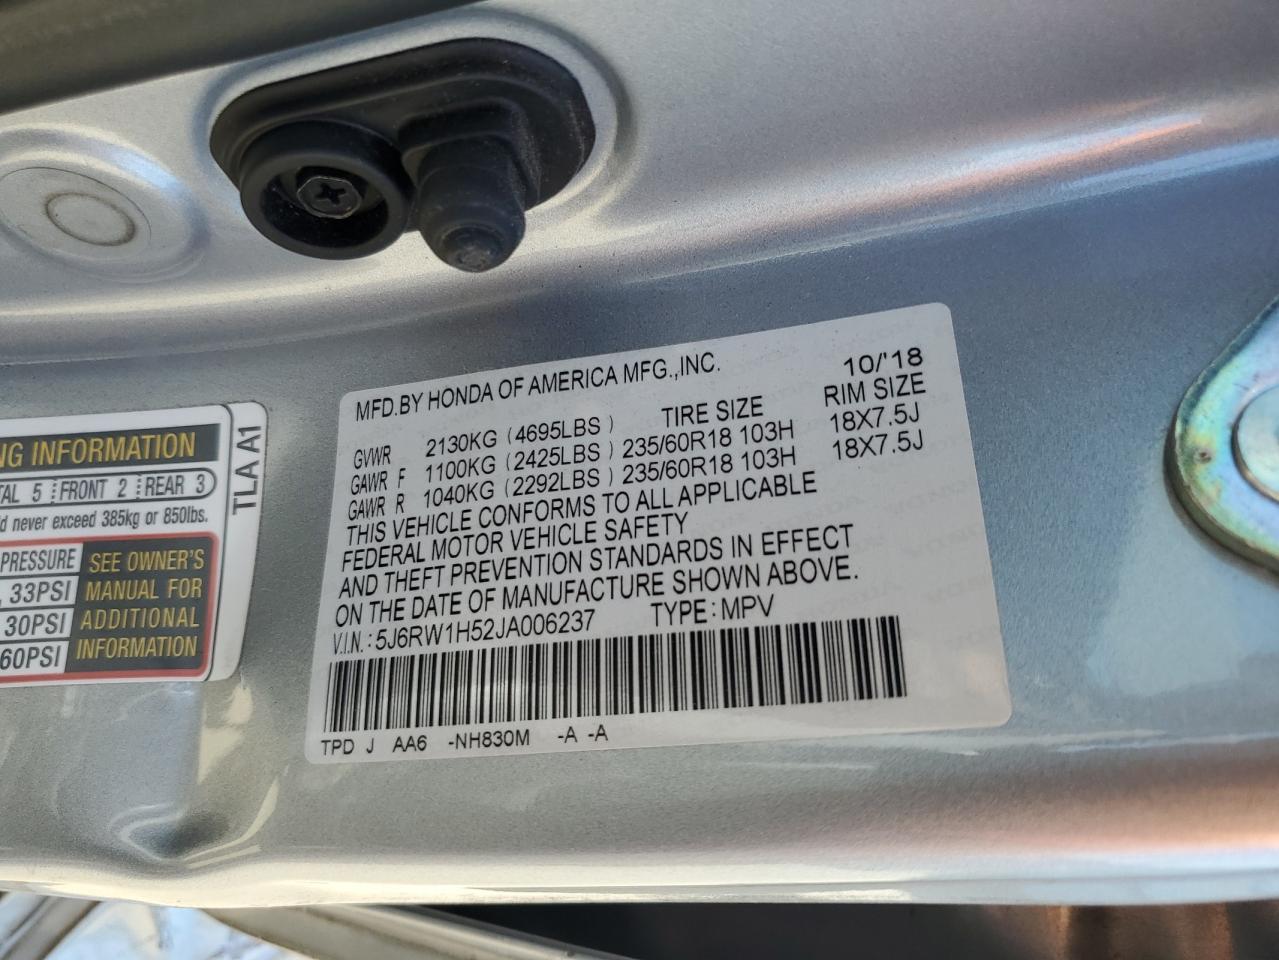 NG INFORMATION
TAL 5 FRONT 2 REAR 3
d never exceed 385kg or 850lbs.
PRESSURE
, 33PSI
30PSI
60PSI
SEE OWNER'S
MANUAL FOR
ADDITIONAL
INFORMATION
TLA A1
MFD.BY HONDA OF AMERICA MFG.,INC. 10/'18
TIRE SIZE RIM SIZE
GVWR 2130KG (4695LBS)
GAWR F 1100KG (2425LBS) 235/60R18 103H 18X7.5J
GAWR R 1040KG (2292LBS) 235/60R18 103H 18X7.5J
THIS VEHICLE CONFORMS TO ALL APPLICABLE
FEDERAL MOTOR VEHICLE SAFETY
AND THEFT PREVENTION STANDARDS IN EFFECT
ON THE DATE OF MANUFACTURE SHOWN ABOVE.
V.I.N.: 5J6RW1H52JA006237 TYPE: MPV
TPD J AA6 -NH830M -A -A